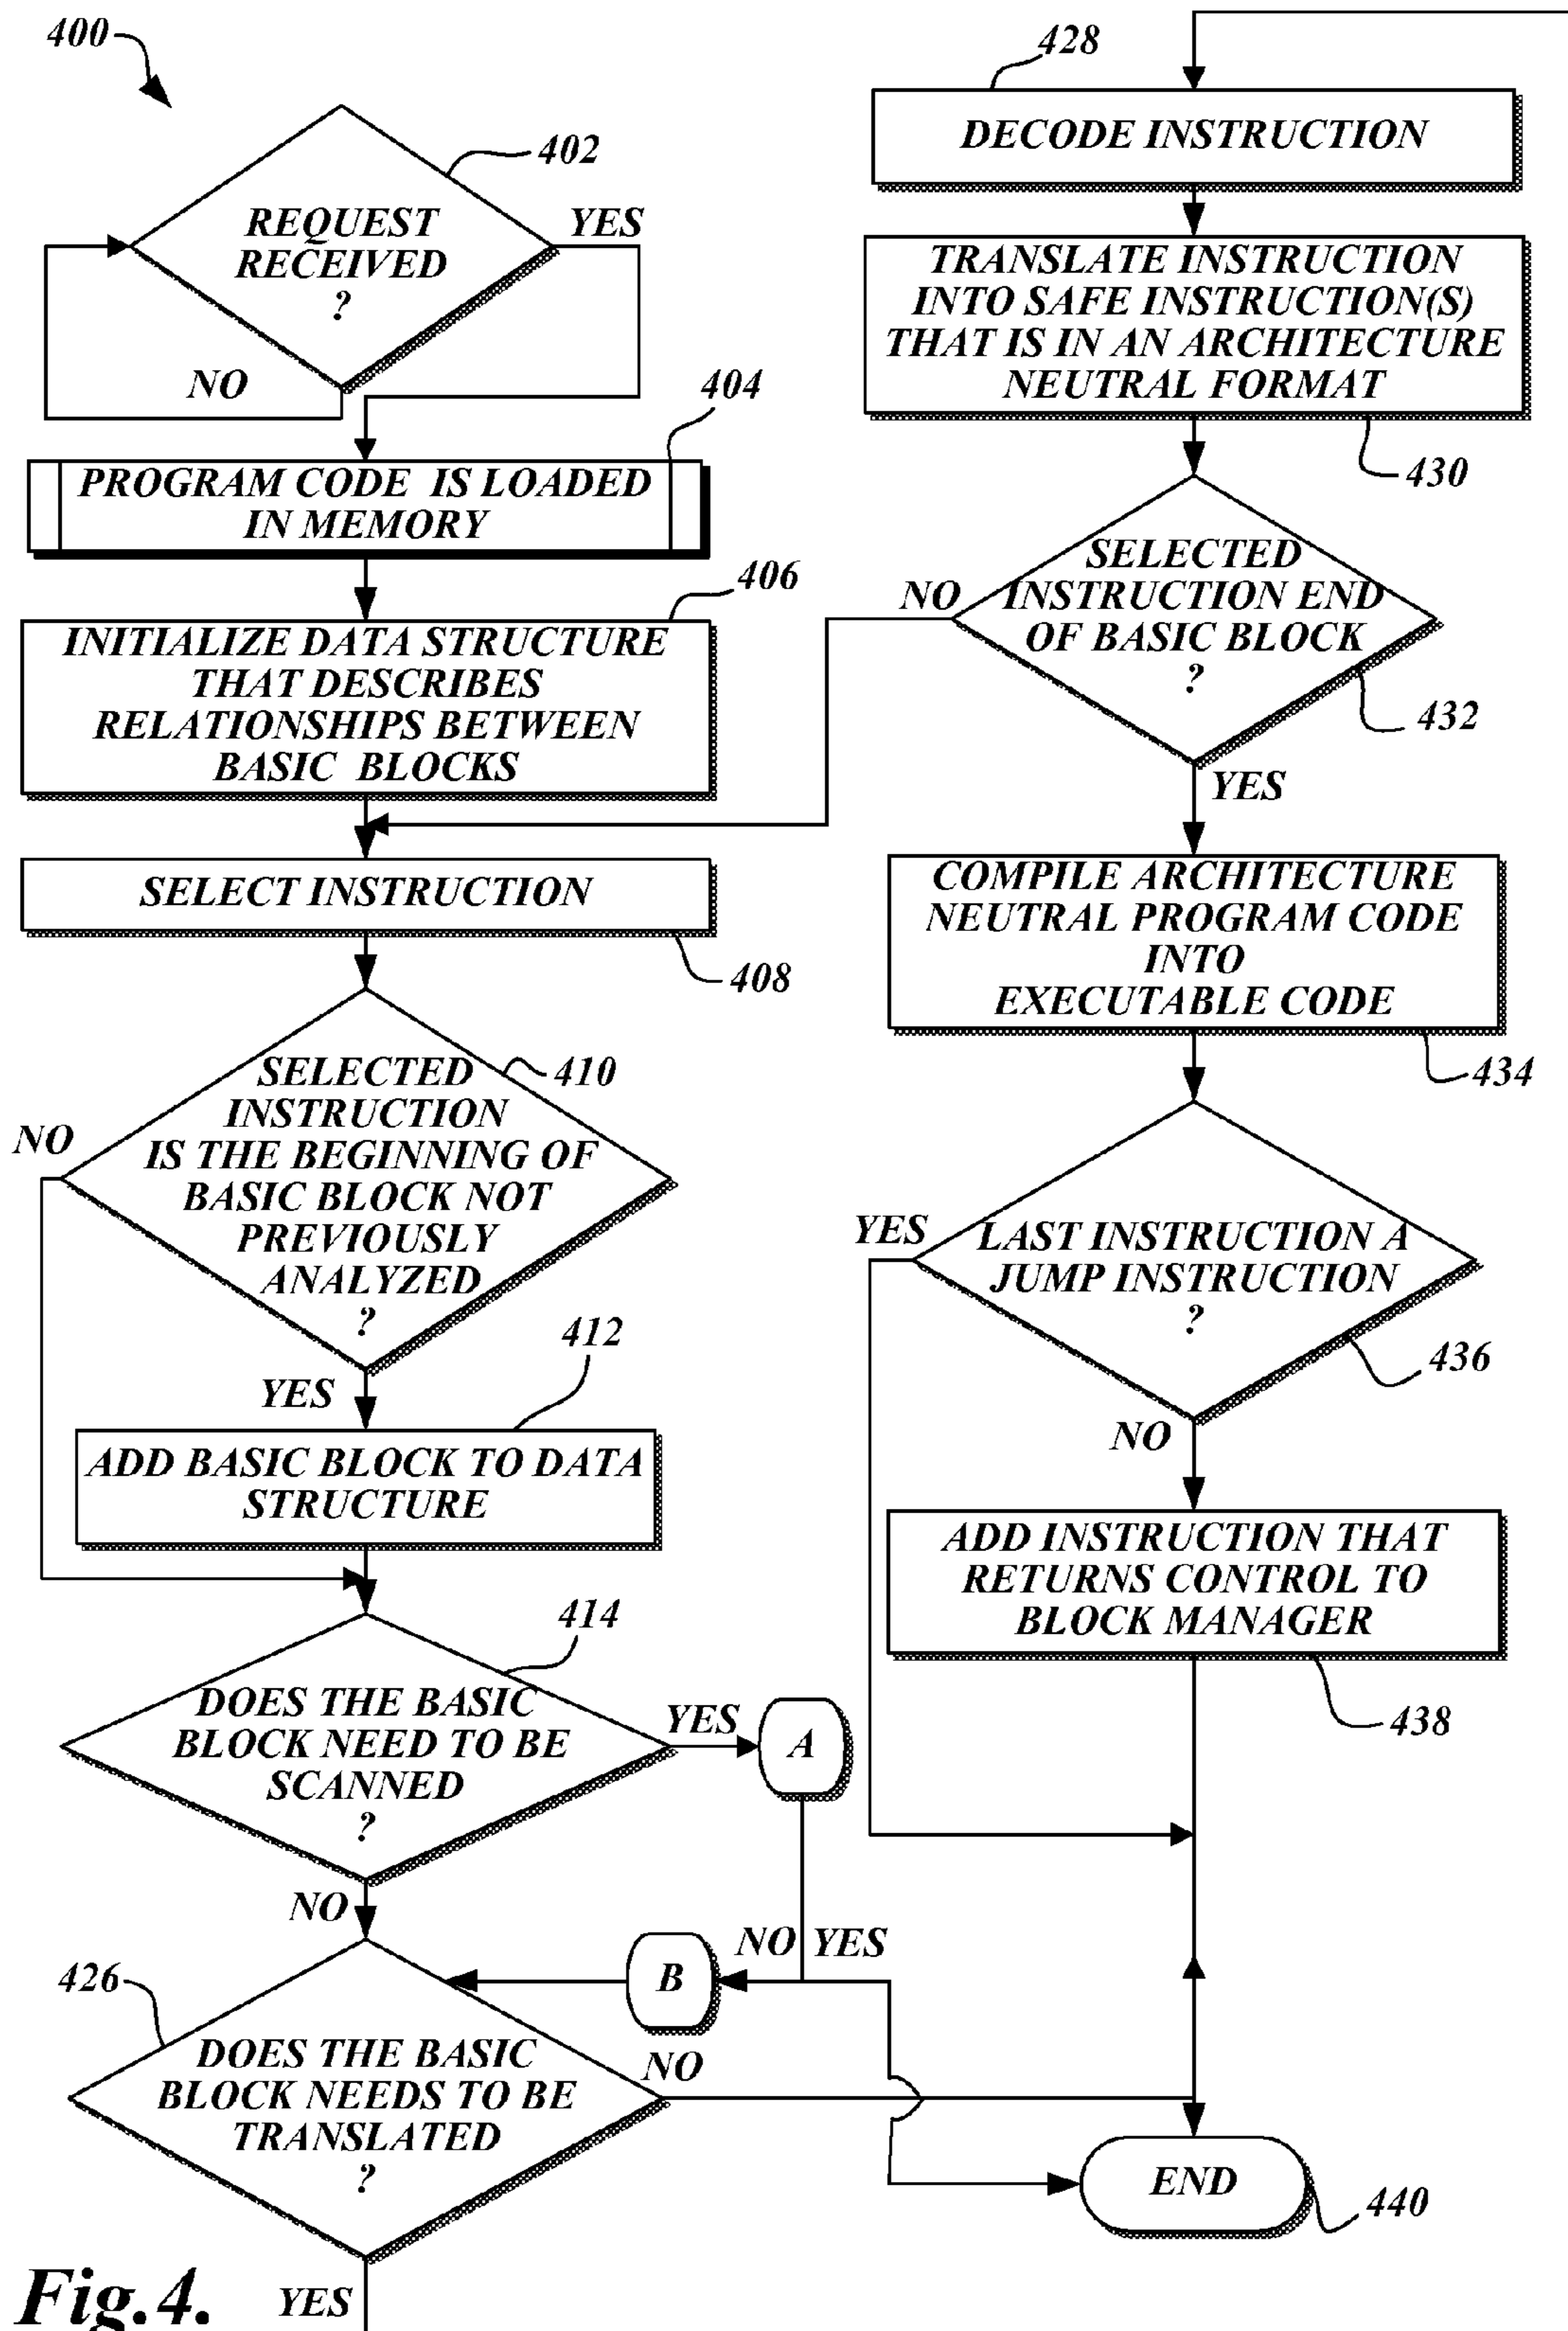 400
402
REQUEST
RECEIVED
?
YES
NO
404
PROGRAM CODE IS LOADED
IN MEMORY
406
INITIALIZE DATA STRUCTURE
THAT DESCRIBES
RELATIONSHIPS BETWEEN
BASIC BLOCKS
SELECT INSTRUCTION
408
410
SELECTED
INSTRUCTION
IS THE BEGINNING OF
BASIC BLOCK NOT
PREVIOUSLY
ANALYZED
?
NO
YES
412
ADD BASIC BLOCK TO DATA
STRUCTURE
414
DOES THE BASIC
BLOCK NEED TO BE
SCANNED
?
YES
A
NO
NO YES
B
426
DOES THE BASIC
BLOCK NEEDS TO BE
TRANSLATED
?
NO
YES
428
DECODE INSTRUCTION
TRANSLATE INSTRUCTION
INTO SAFE INSTRUCTION(S)
THAT IS IN AN ARCHITECTURE
NEUTRAL FORMAT
430
SELECTED
INSTRUCTION END
OF BASIC BLOCK
?
NO
432
YES
COMPILE ARCHITECTURE
NEUTRAL PROGRAM CODE
INTO
EXECUTABLE CODE
434
LAST INSTRUCTION A
JUMP INSTRUCTION
?
YES
436
NO
ADD INSTRUCTION THAT
RETURNS CONTROL TO
BLOCK MANAGER
438
END
440
Fig.4.